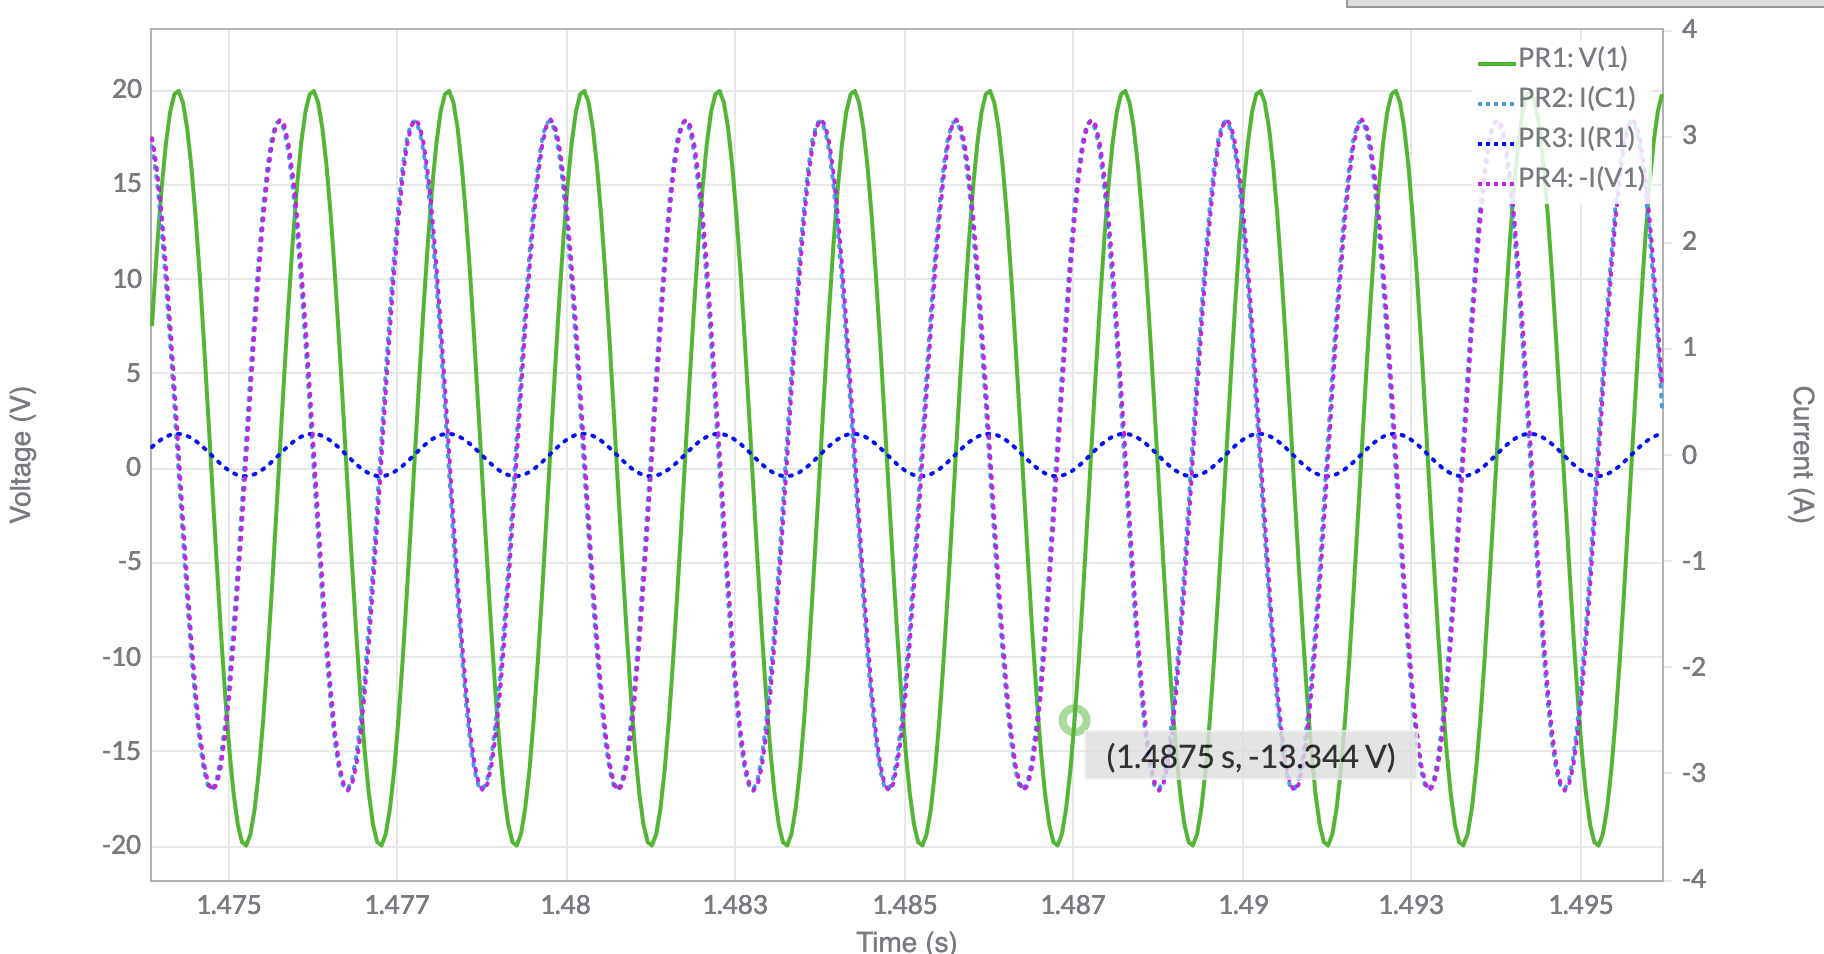 PR1: V(1)
PR2: I(C1)
PR3: I(R1)
PR4: -I(V1)
20
15
10
5
0
-5
-10
-15
-20
Voltage (V)
4
3
2
1
0
-1
-2
-3
-4
Current (A)
(1.4875 s, -13.344 V)
1.475 1.477 1.48 1.483 1.485 1.487 1.49 1.493 1.495
Time (s)